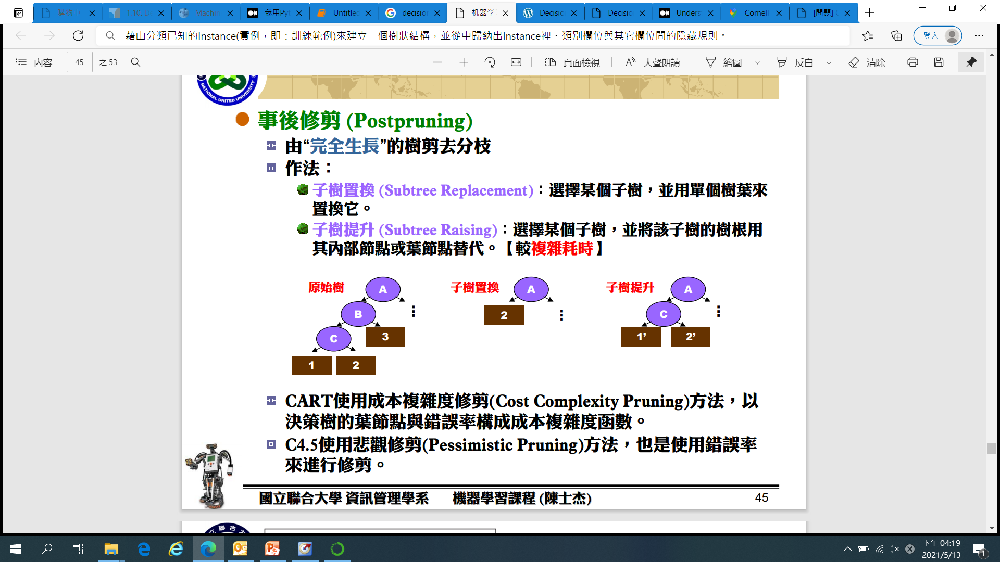 購物車
1.10. D
Machin
我用Pyt
Untitled
decision
机器学
Decisio
Decisio
Unders
Cornell
[問題] C
藉由分類已知的Instance(實例，即：訓練範例)來建立一個樹狀結構，並從中歸納出Instance裡、類別欄位與其它欄位間的隱藏規則。
登入
內容
45
之 53
頁面檢視
大聲朗讀
繪圖
反白
清除
NATIONAL UNITED UNIVERSITY
事後修剪 (Postpruning)
由“完全生長”的樹剪去分枝
作法：
子樹置換 (Subtree Replacement)：選擇某個子樹，並用單個樹葉來
置換它。
子樹提升 (Subtree Raising)：選擇某個子樹，並將該子樹的樹根用
其內部節點或葉節點替代。【較複雜耗時】
原始樹
A
B
C
3
1
2
子樹置換
A
2
子樹提升
A
C
1’
2’
CART使用成本複雜度修剪(Cost Complexity Pruning)方法，以
決策樹的葉節點與錯誤率構成成本複雜度函數。
C4.5使用悲觀修剪(Pessimistic Pruning)方法，也是使用錯誤率
來進行修剪。
國立聯合大學 資訊管理學系 機器學習課程 (陳士杰)
45
立聯合大
下午 04:19
2021/5/13
1